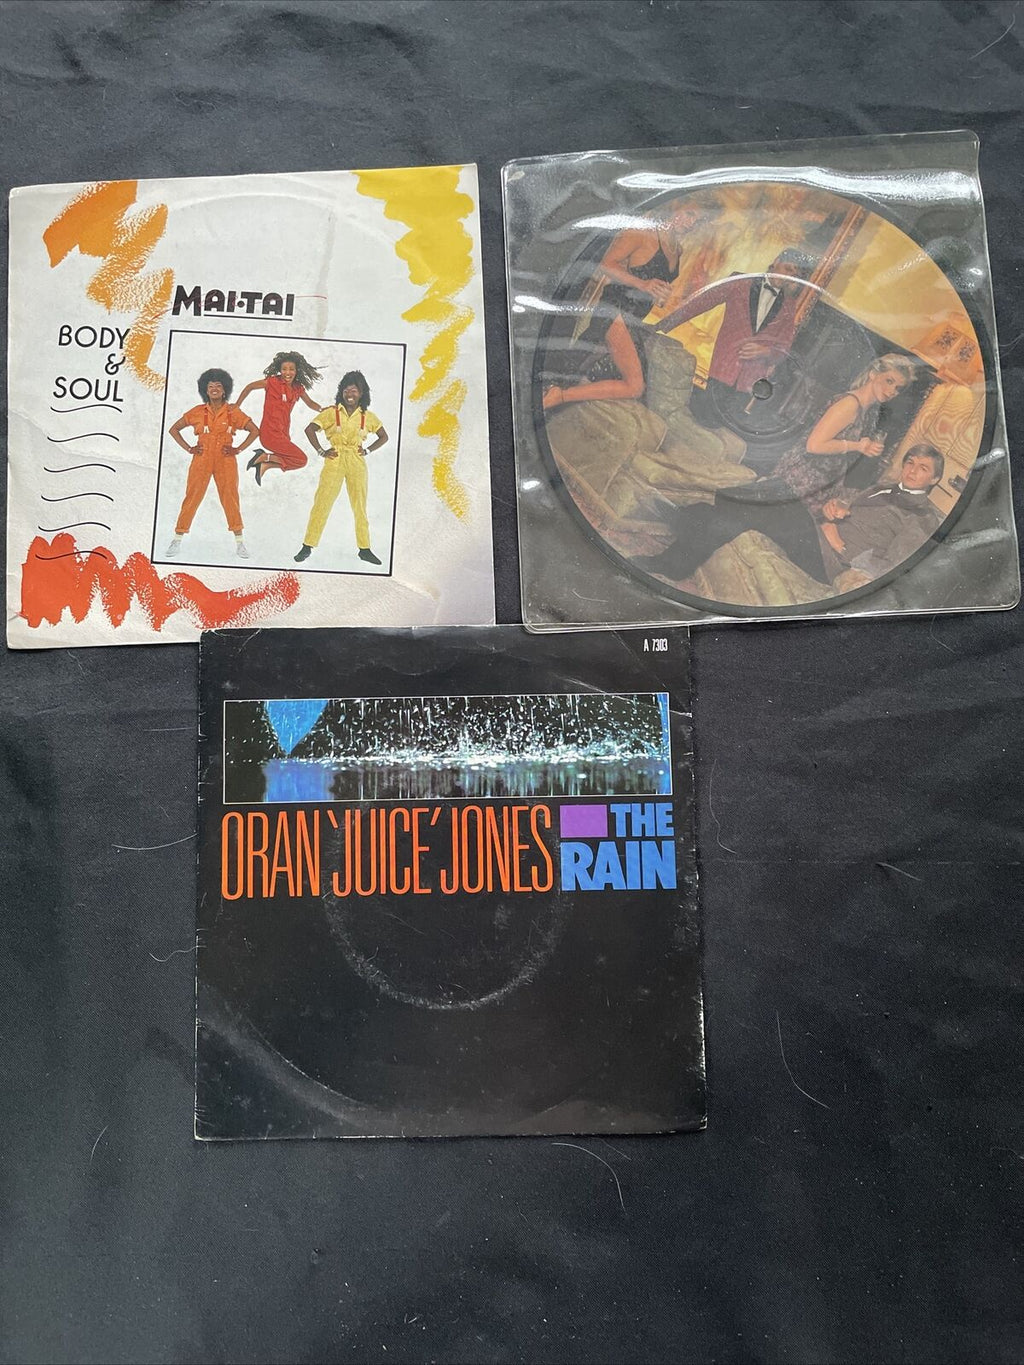 MAI·TAI
BODY
&
SOUL
A 7303
ORAN 'JUICE' JONES
THE
RAIN